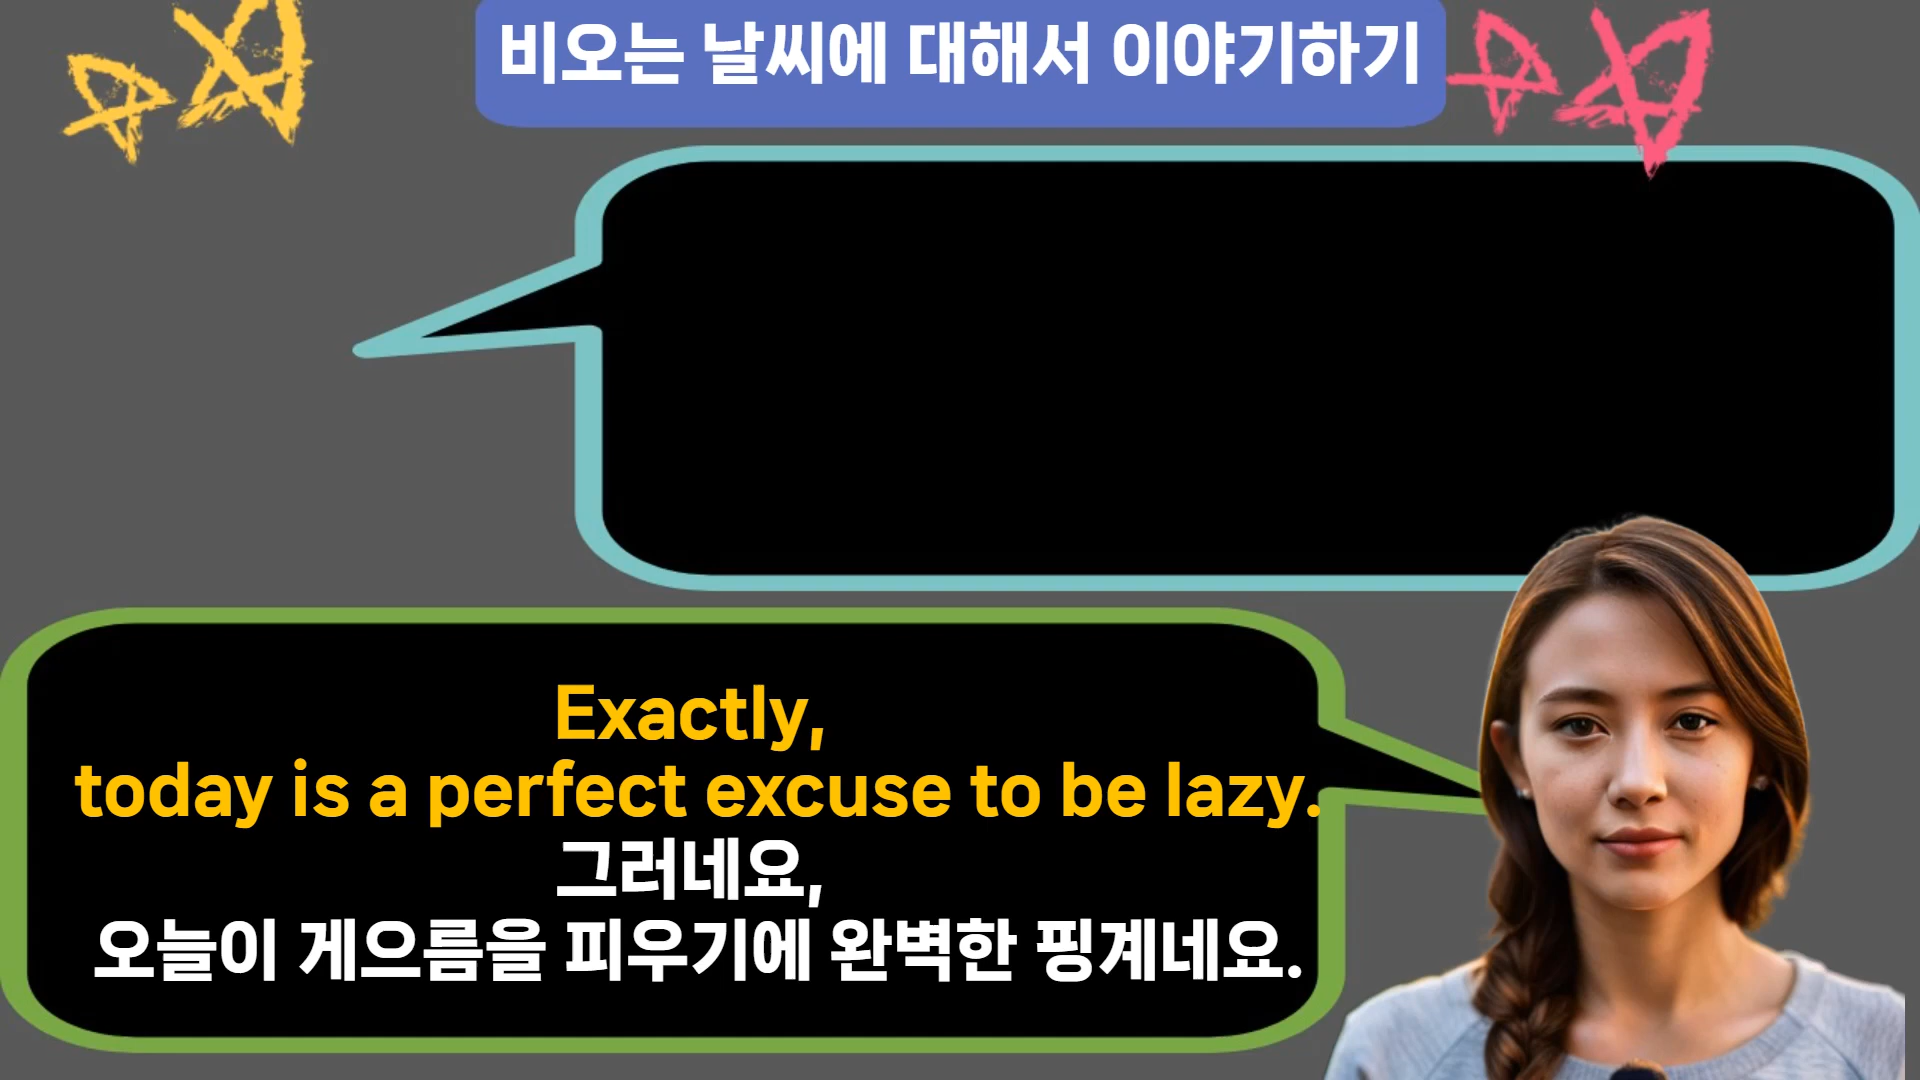 비오는 날씨에 대해서 이야기하기
Exactly,
today is a perfect excuse to be lazy.
그러네요,
오늘이 게으름을 피우기에 완벽한 핑계네요.